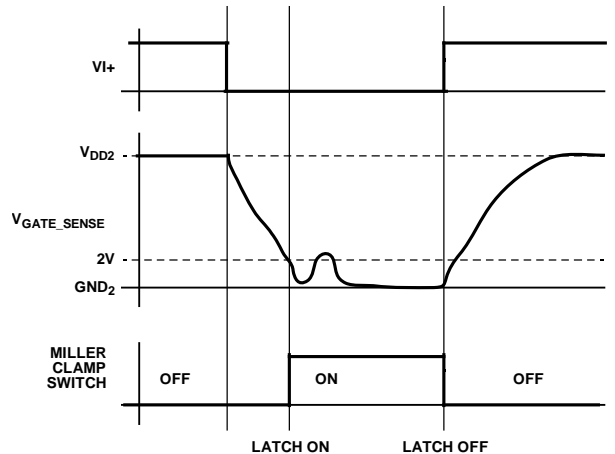 VI+
VDD2
VGATE_SENSE
2V
GND2
MILLER
CLAMP
SWITCH
OFF
ON
OFF
LATCH ON
LATCH OFF